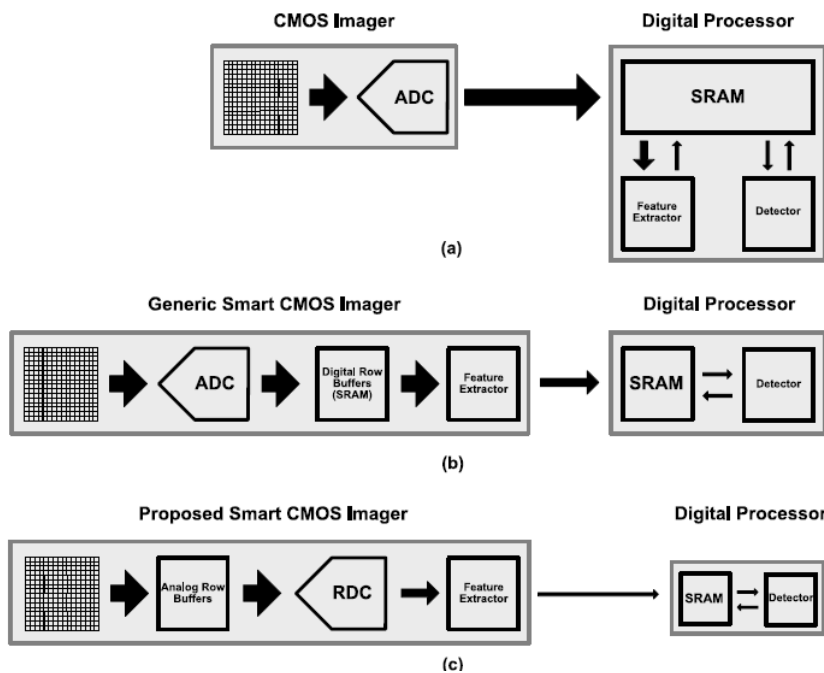 CMOS Imager
Digital Processor
ADC
SRAM
Feature
Extractor
Detector
(a)
Generic Smart CMOS Imager
Digital Processor
ADC
Digital Row
Buffers
(SRAM)
Feature
Extractor
SRAM
Detector
(b)
Proposed Smart CMOS Imager
Digital Processor
Analog Row
Buffers
RDC
Feature
Extractor
SRAM
Detector
(c)